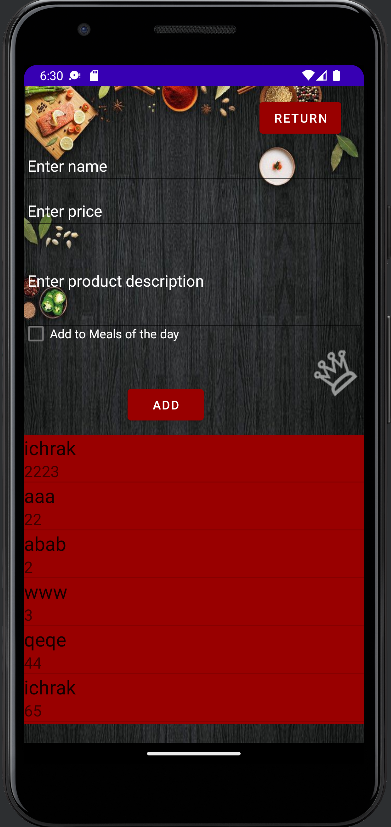 6:30
RETURN
Enter name
Enter price
Enter product description
Add to Meals of the day
ADD
ichrak
2223
aaa
22
abab
2
www
3
qeqe
44
ichrak
65